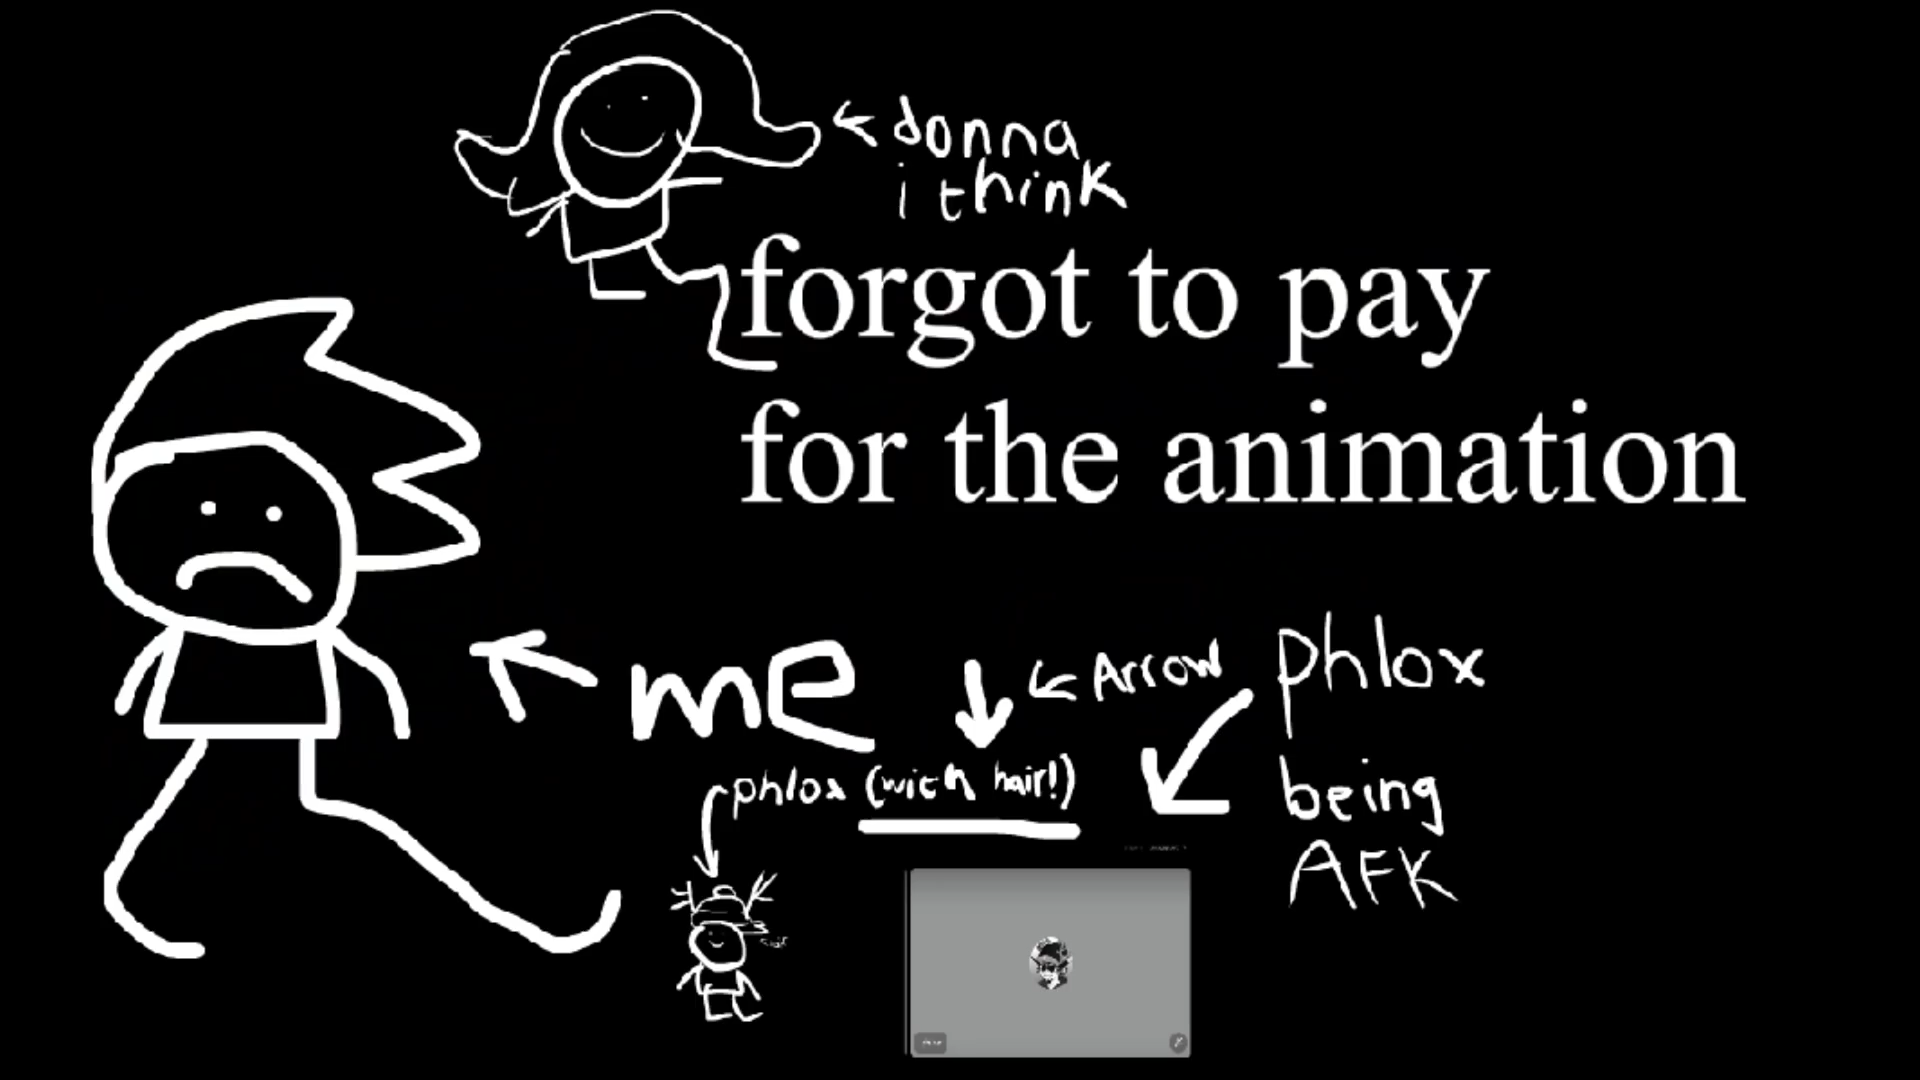 donna
i think
forgot to pay
for the animation
me
Arrow
phlox
being
AFK
phlox (with hair!)